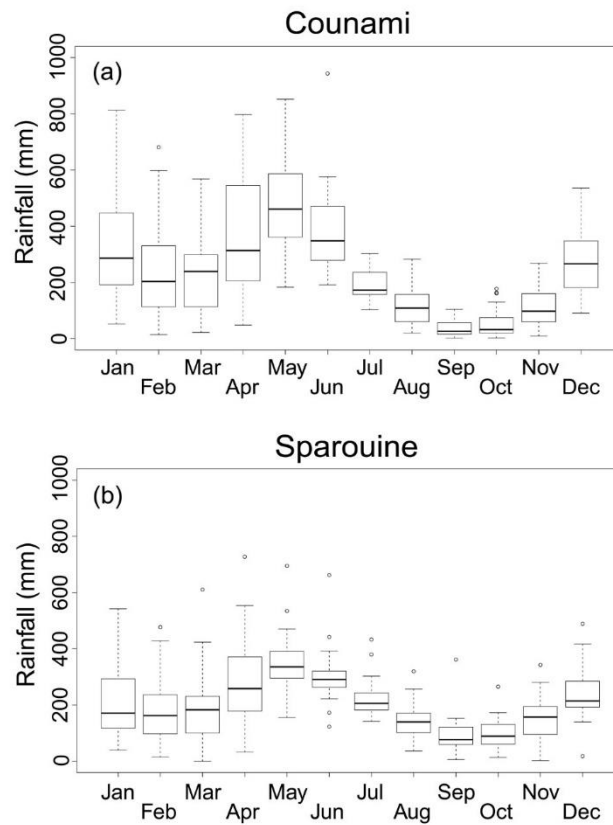 Counami
(a)
Rainfall (mm)
1000
800
600
400
200
0
Jan Mar May Jul Sep Nov
Feb Apr Jun Aug Oct Dec
Sparouine
(b)
Rainfall (mm)
1000
800
600
400
200
0
Jan Mar May Jul Sep Nov
Feb Apr Jun Aug Oct Dec